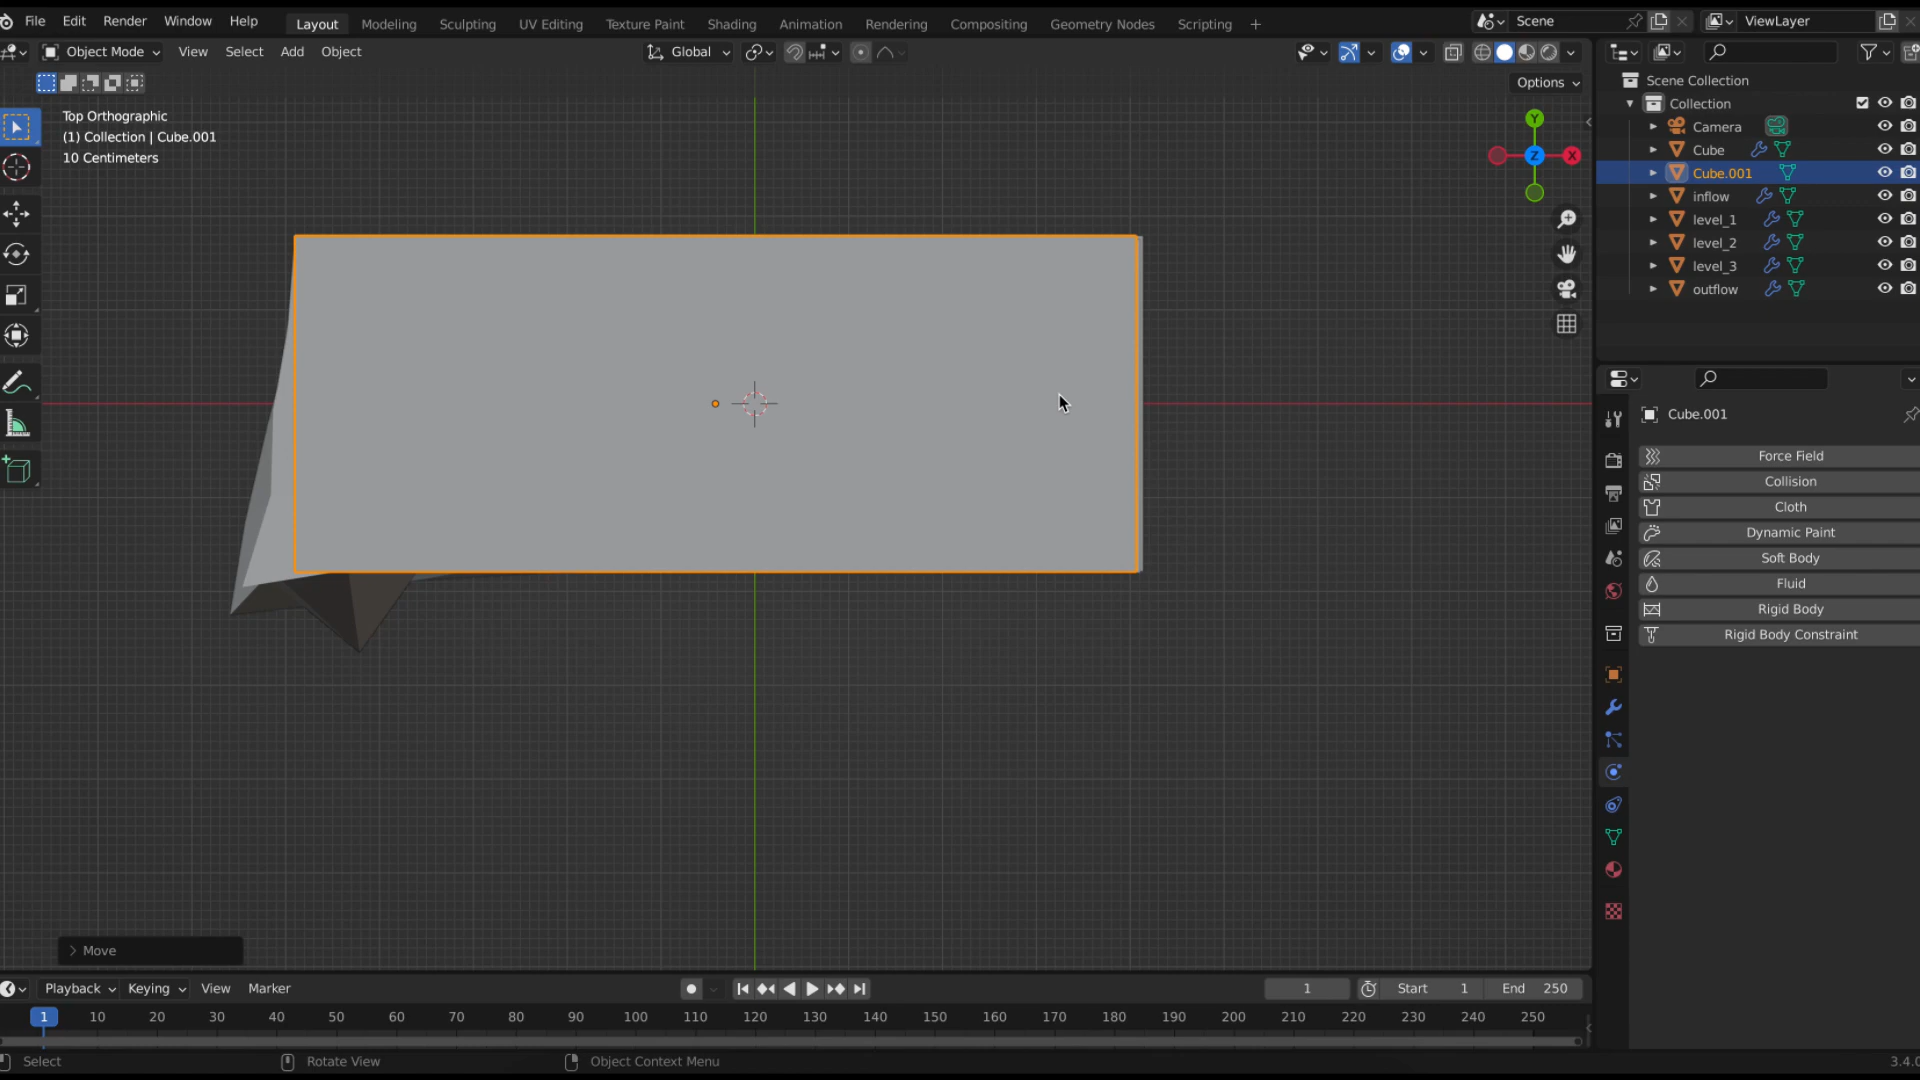 File Edit Render Window Help Layout Modeling Sculpting UV Editing Texture Paint Shading Animation Rendering Compositing Geometry Nodes Scripting + Scene ViewLayer
Object Mode View Select Add Object Global
Options
Top Orthographic
(1) Collection | Cube.001
10 Centimeters
Y
X
Z
Scene Collection
Collection
Camera
Cube
Cube.001
inflow
level_1
level_2
level_3
outflow
Cube.001
Force Field
Collision
Cloth
Dynamic Paint
Soft Body
Fluid
Rigid Body
Rigid Body Constraint
Move
Playback Keying View Marker 1 Start 1 End 250
1 10 20 30 40 50 60 70 80 90 100 110 120 130 140 150 160 170 180 190 200 210 220 230 240 250
Select Rotate View Object Context Menu 3.4.0